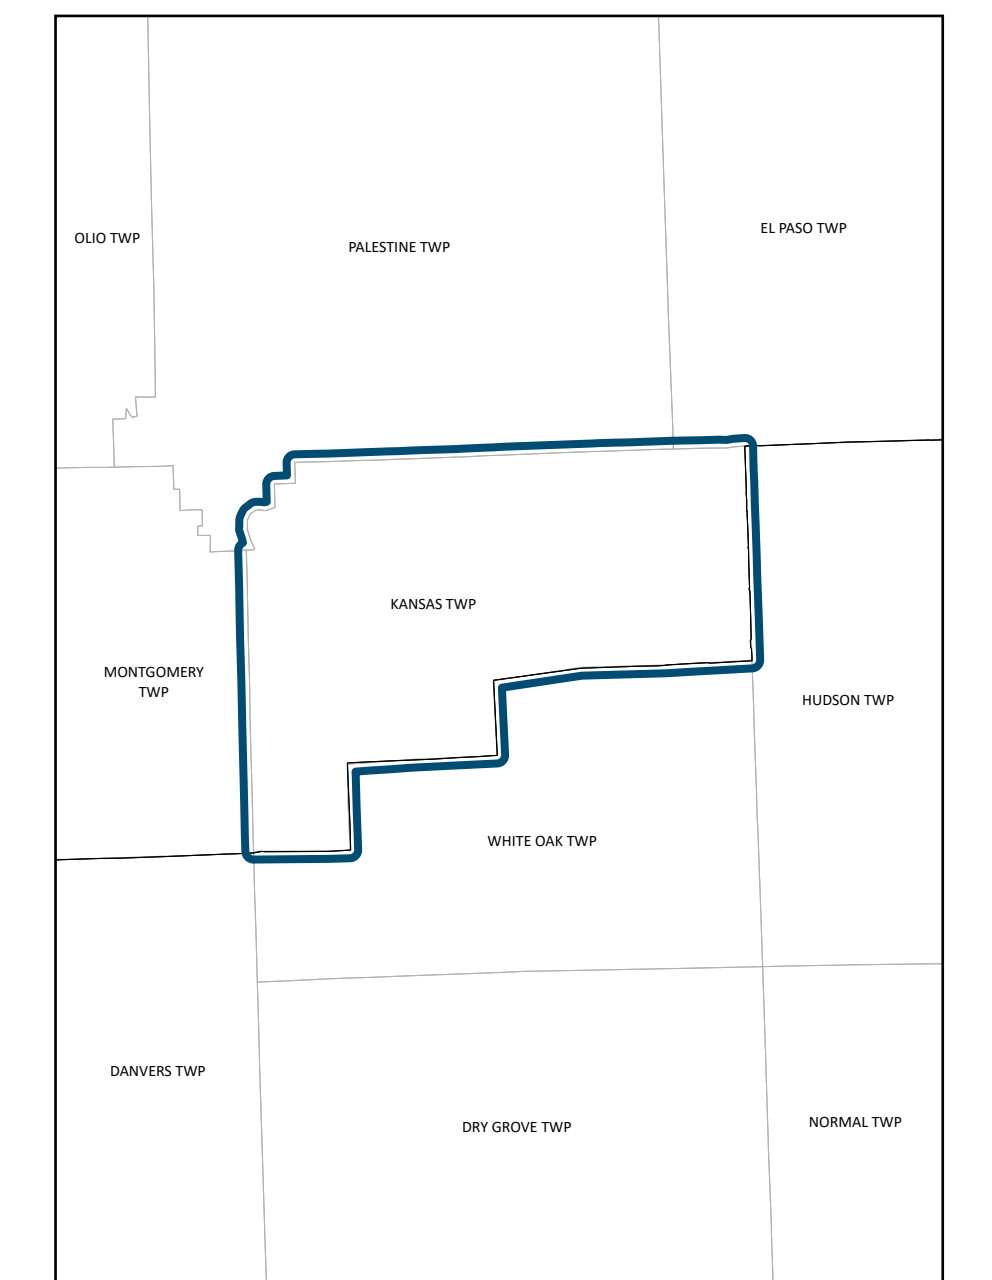 EL PASO TWP
OLIO TWP
PALESTINE TWP
KANSAS TWP
MONTGOMERY
TWP
HUDSON TWP
WHITE OAK TWP
DANVERS TWP
NORMAL TWP
DRY GROVE TWP